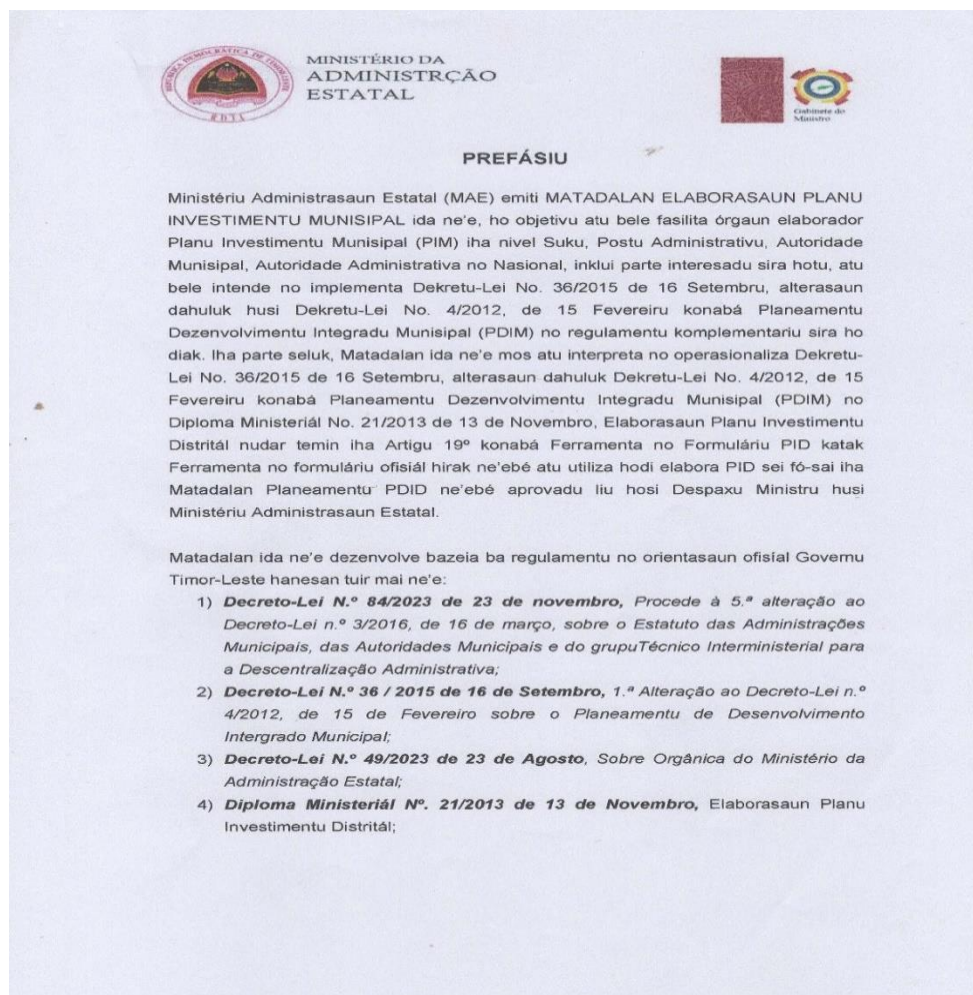 REPÚBLICA DEMOCRÁTICA DE TIMOR-LESTE
RDTL
MINISTÉRIO DA
ADMINISTRÇÃO
ESTATAL
Gabinete do
Ministro
PREFÁSIU
Ministériu Administrasaun Estatal (MAE) emiti MATADALAN ELABORASAUN PLANU
INVESTIMENTU MUNISIPAL ida ne'e, ho objetivu atu bele fasilita órgaun elaborador
Planu Investimentu Munisipal (PIM) iha nivel Suku, Postu Administrativu, Autoridade
Munisipal, Autoridade Administrativa no Nasional, inklui parte interesadu sira hotu, atu
bele intende no implementa Dekretu-Lei No. 36/2015 de 16 Setembru, alterasaun
dahuluk husi Dekretu-Lei No. 4/2012, de 15 Fevereiru konabá Planeamentu
Dezenvolvimentu Integradu Munisipal (PDIM) no regulamentu komplementariu sira ho
diak. Iha parte seluk, Matadalan ida ne'e mos atu interpreta no operasionaliza Dekretu-
Lei No. 36/2015 de 16 Setembru, alterasaun dahuluk Dekretu-Lei No. 4/2012, de 15
Fevereiru konabá Planeamentu Dezenvolvimentu Integradu Munisipal (PDIM) no
Diploma Ministeriál No. 21/2013 de 13 de Novembru, Elaborasaun Planu Investimentu
Distritál nudar temin iha Artigu 19º konabá Ferramenta no Formuláriu PID katak
Ferramenta no formuláriu ofisiál hirak ne'ebé atu utiliza hodi elabora PID sei fó-sai iha
Matadalan Planeamentu PDID ne'ebé aprovadu liu hosi Despaxu Ministru husi
Ministériu Administrasaun Estatal.
Matadalan ida ne'e dezenvolve bazeia ba regulamentu no orientasaun ofisíal Governu
Timor-Leste hanesan tuir mai ne'e:
1) Decreto-Lei N.º 84/2023 de 23 de novembro, Procede à 5.ª alteração ao
Decreto-Lei n.º 3/2016, de 16 de março, sobre o Estatuto das Administrações
Municipais, das Autoridades Municipais e do grupuTécnico Interministerial para
a Descentralização Administrativa;
2) Decreto-Lei N.º 36 / 2015 de 16 de Setembro, 1.ª Alteração ao Decreto-Lei n.º
4/2012, de 15 de Fevereiro sobre o Planeamentu de Desenvolvimento
Intergrado Municipal;
3) Decreto-Lei N.º 49/2023 de 23 de Agosto, Sobre Orgânica do Ministério da
Administração Estatal;
4) Diploma Ministeriál Nº. 21/2013 de 13 de Novembro, Elaborasaun Planu
Investimentu Distritál;